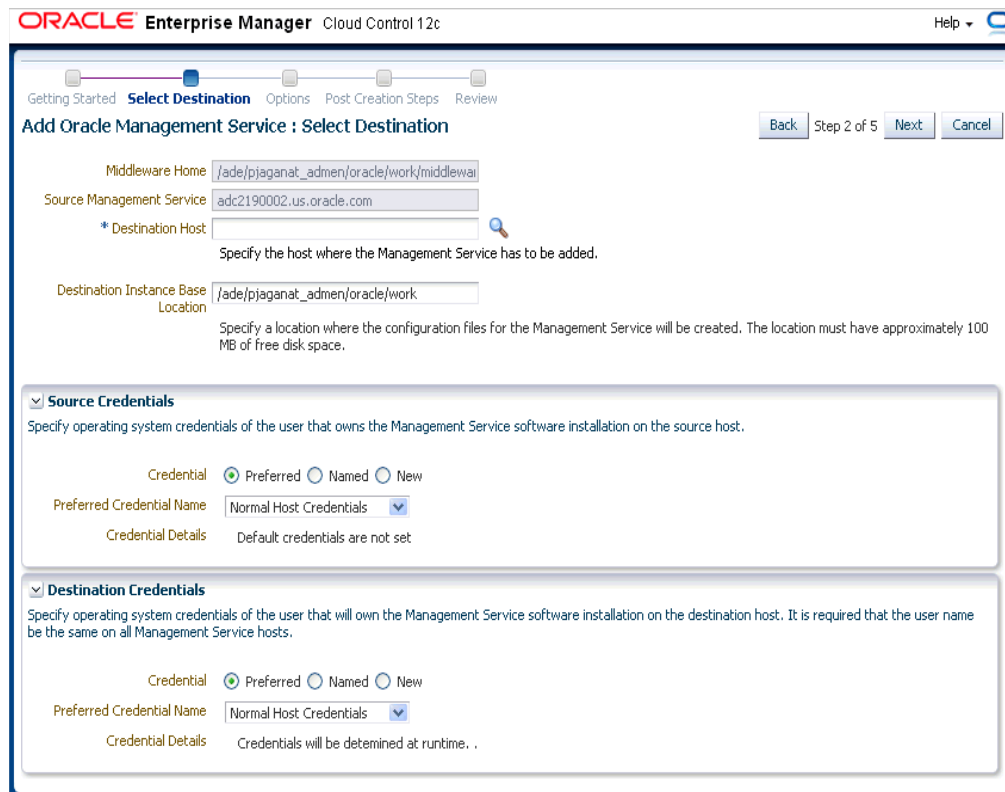 ORACLE Enterprise Manager Cloud Control 12c
Help
Getting Started Select Destination Options Post Creation Steps Review
Add Oracle Management Service : Select Destination
Back Step 2 of 5 Next Cancel
Middleware Home /ade/pjaganat_admen/oracle/work/middlewar
Source Management Service adc2190002.us.oracle.com
* Destination Host
Specify the host where the Management Service has to be added.
Destination Instance Base
Location
/ade/pjaganat_admen/oracle/work
Specify a location where the configuration files for the Management Service will be created. The location must have approximately 100
MB of free disk space.
Source Credentials
Specify operating system credentials of the user that owns the Management Service software installation on the source host.
Credential Preferred Named New
Preferred Credential Name Normal Host Credentials
Credential Details Default credentials are not set
Destination Credentials
Specify operating system credentials of the user that will own the Management Service software installation on the destination host. It is required that the user name
be the same on all Management Service hosts.
Credential Preferred Named New
Preferred Credential Name Normal Host Credentials
Credential Details Credentials will be detemined at runtime. .